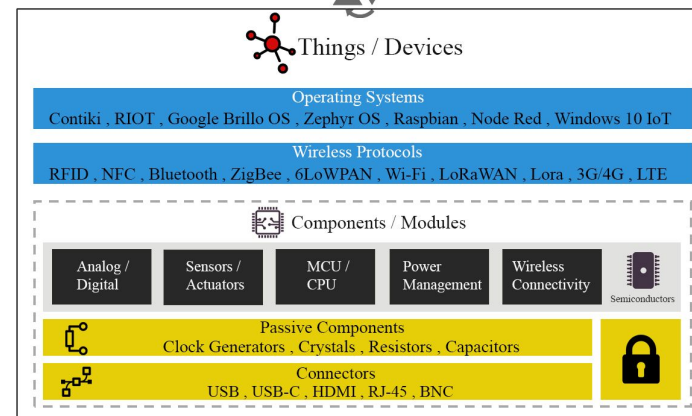 Things / Devices
Operating Systems
Contiki , RIOT , Google Brillo OS , Zephyr OS , Raspbian , Node Red , Windows 10 IoT
Wireless Protocols
RFID , NFC , Bluetooth , ZigBee , 6LoWPAN , Wi-Fi , LoRaWAN , Lora , 3G/4G , LTE
Components / Modules
Analog /
Digital
Sensors /
Actuators
MCU /
CPU
Power
Management
Wireless
Connectivity
Semiconductors
Passive Components
Clock Generators , Crystals , Resistors , Capacitors
Connectors
USB , USB-C , HDMI , RJ-45 , BNC